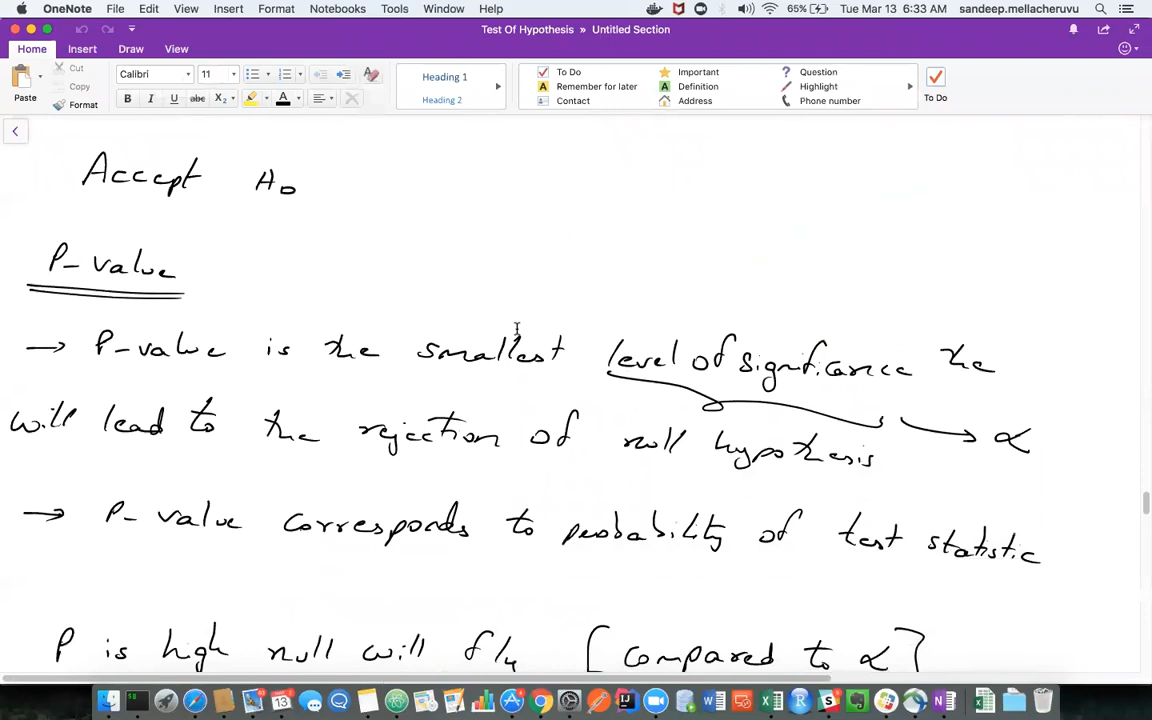 OneNote File Edit View Insert Format Notebooks Tools Window Help 65% Tue Mar 13 6:33 AM sandeep.mellacheruvu
Test Of Hypothesis » Untitled Section
Home Insert Draw View
Paste Cut Copy Format
Calibri 11
B I U abc X2 A
Heading 1
Heading 2
To Do Important Question
Remember for later Definition Highlight
Contact Address Phone number
To Do
Accept H0
P-value
→ P-value is the smallest level of significance the
will lead to the rejection of null hypothesis → α
→ P-value corresponds to probability of test statistic
P is high null will fly [compared to α]